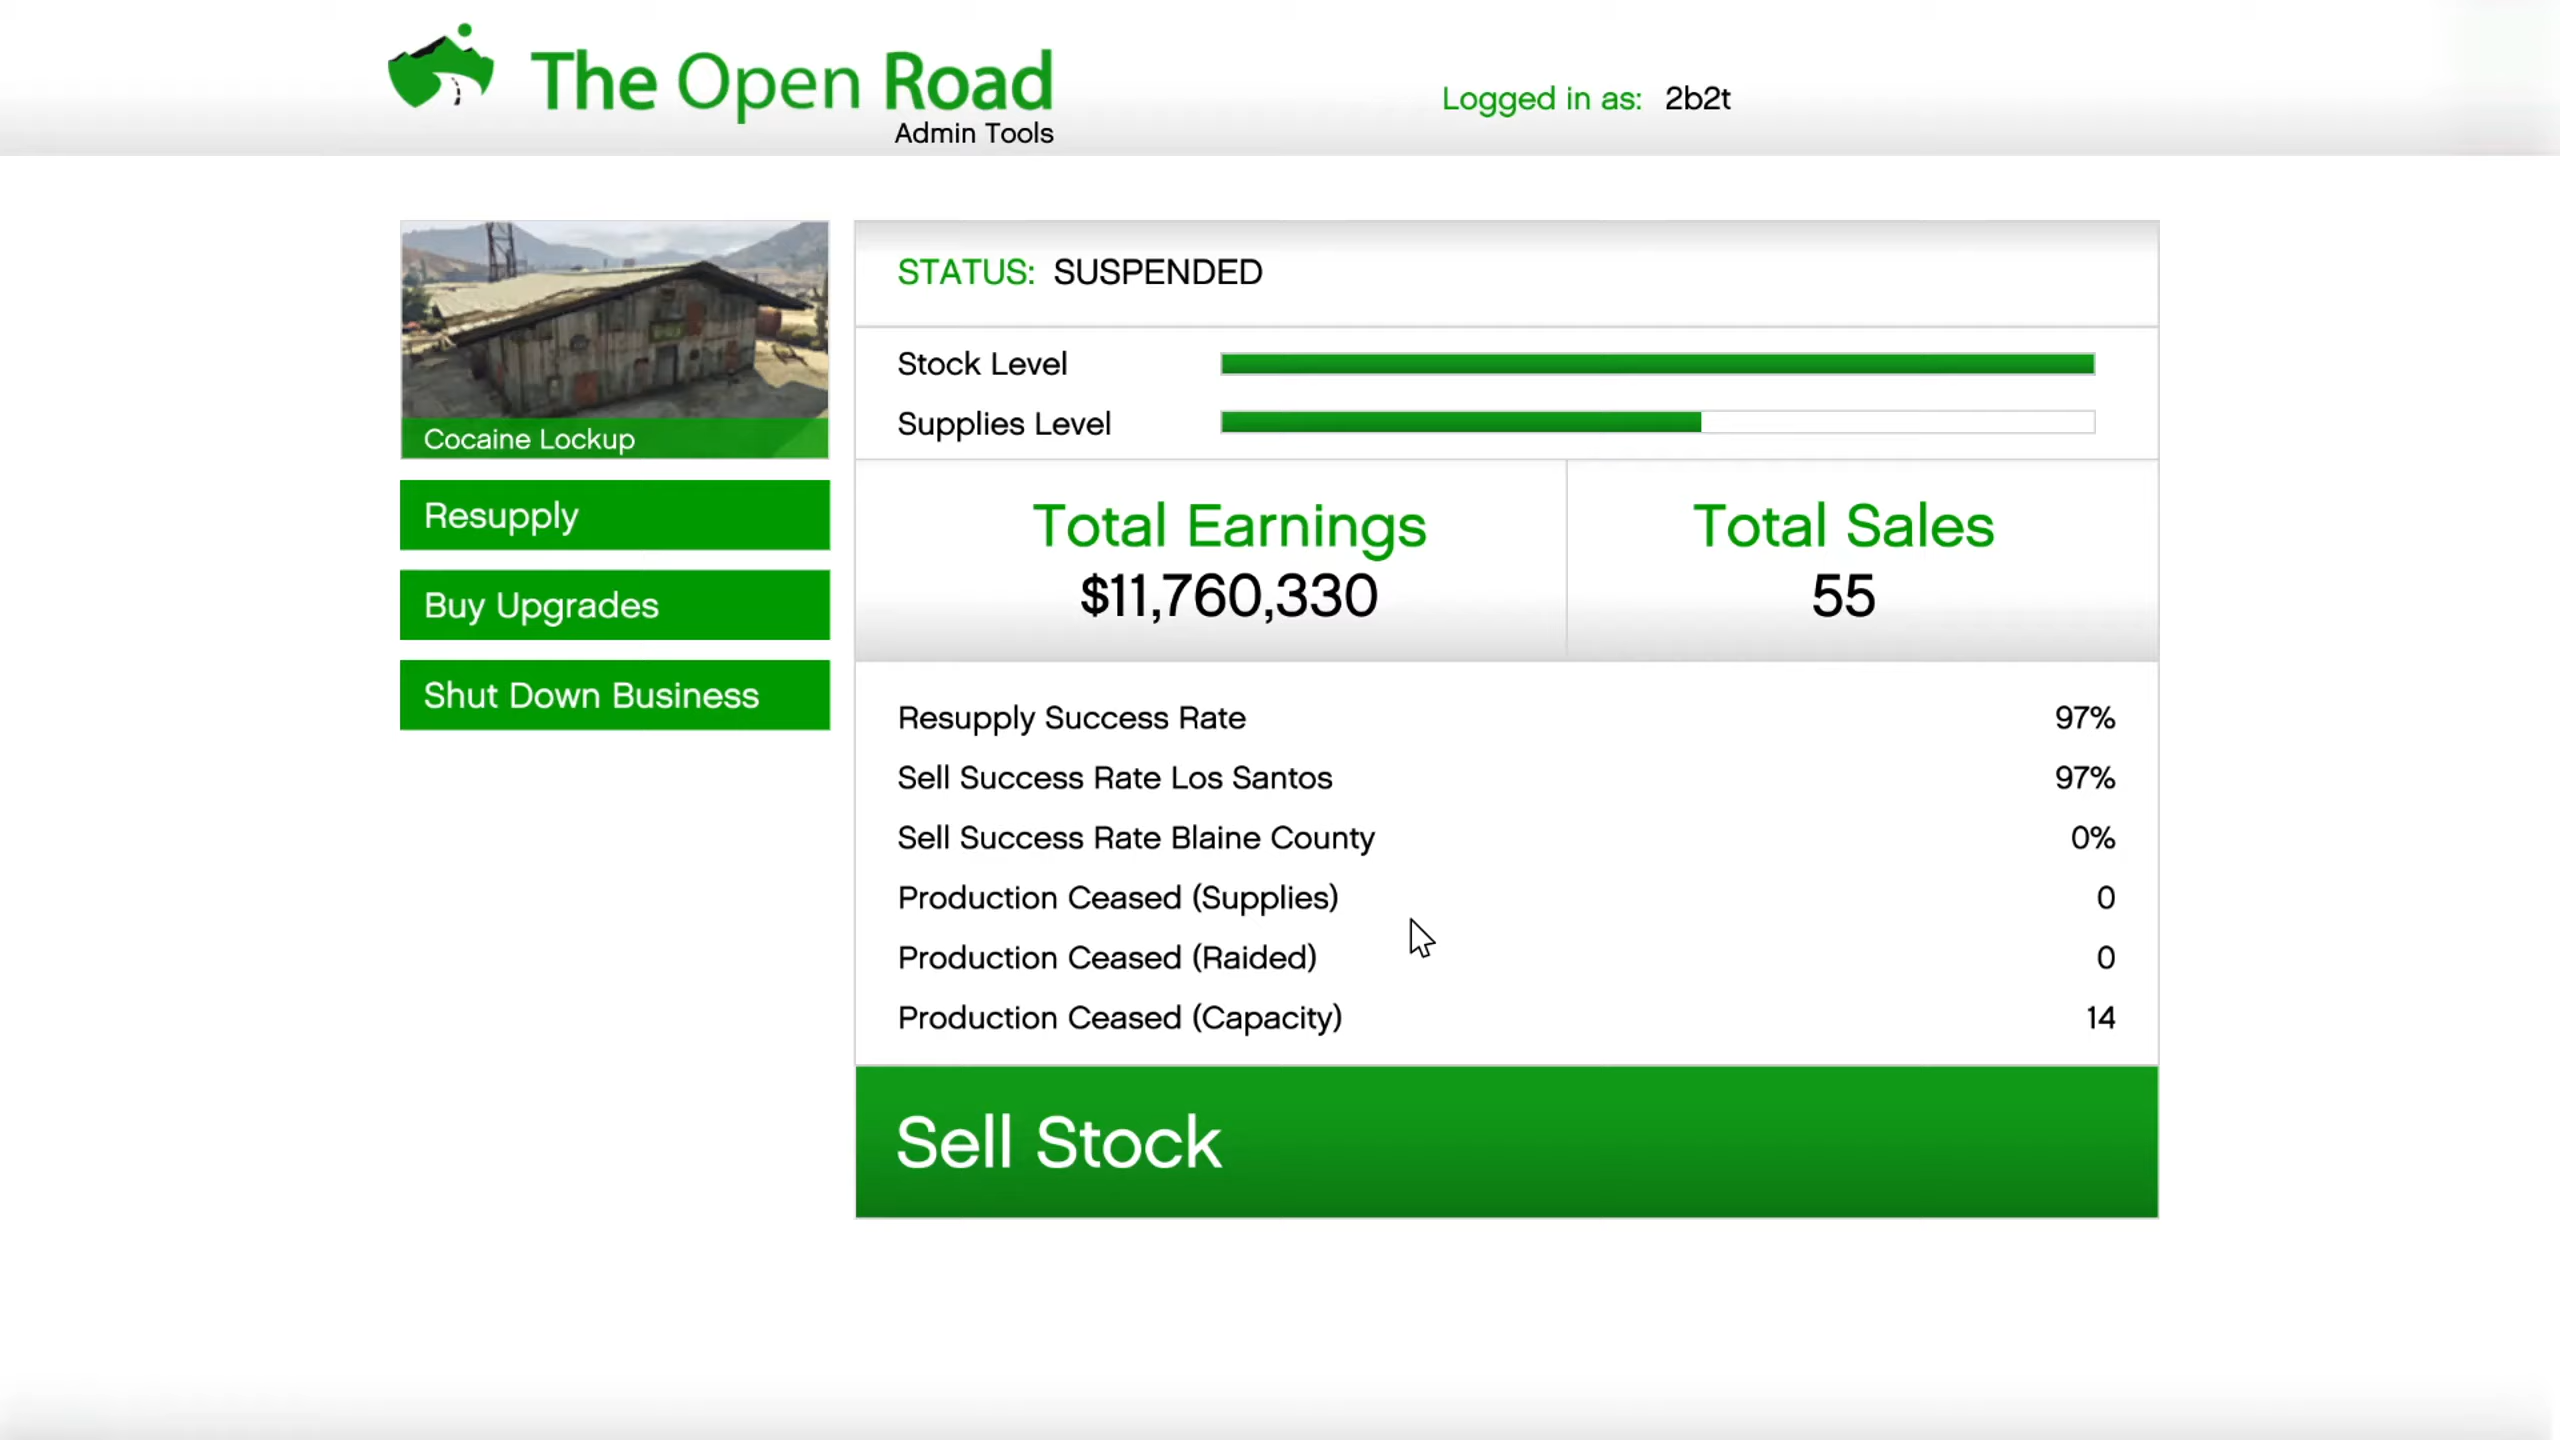 The Open Road
Admin Tools
Logged in as: 2b2t
Cocaine Lockup
Resupply
Buy Upgrades
Shut Down Business
STATUS: SUSPENDED
Stock Level
Supplies Level
Total Earnings
$11,760,330
Total Sales
55
Resupply Success Rate 97%
Sell Success Rate Los Santos 97%
Sell Success Rate Blaine County 0%
Production Ceased (Supplies) 0
Production Ceased (Raided) 0
Production Ceased (Capacity) 14
Sell Stock